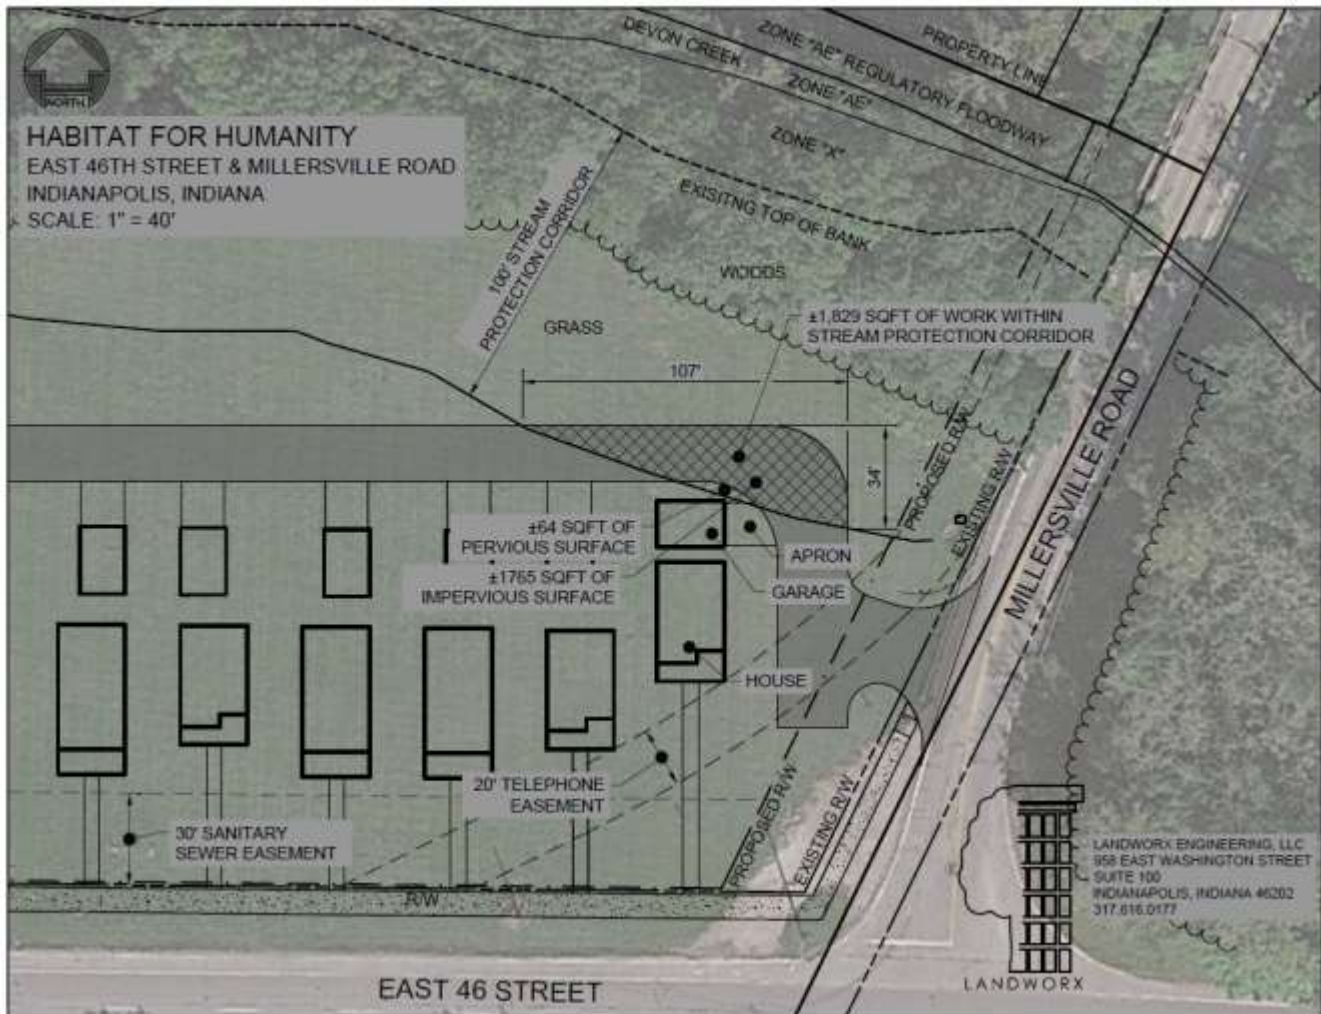 NORTH
HABITAT FOR HUMANITY
EAST 46TH STREET & MILLERSVILLE ROAD
INDIANAPOLIS, INDIANA
SCALE: 1" = 40'
DEVON CREEK
ZONE "AE" REGULATORY FLOODWAY
PROPERTY LINE
ZONE "AE"
ZONE "X"
EXISITNG TOP OF BANK
100' STREAM
PROTECTION CORRIDOR
WOODS
GRASS
±1,829 SQFT OF WORK WITHIN
STREAM PROTECTION CORRIDOR
107'
34'
PROPOSED R/W
EXISTING R/W
MILLERSVILLE ROAD
±64 SQFT OF
PERVIOUS SURFACE
±1765 SQFT OF
IMPERVIOUS SURFACE
APRON
GARAGE
HOUSE
20' TELEPHONE
EASEMENT
30' SANITARY
SEWER EASEMENT
PROPOSED R/W
EXISTING R/W
R/W
EAST 46 STREET
LANDWORX ENGINEERING, LLC
958 EAST WASHINGTON STREET
SUITE 100
INDIANAPOLIS, INDIANA 46202
317.616.0177
LANDWORX